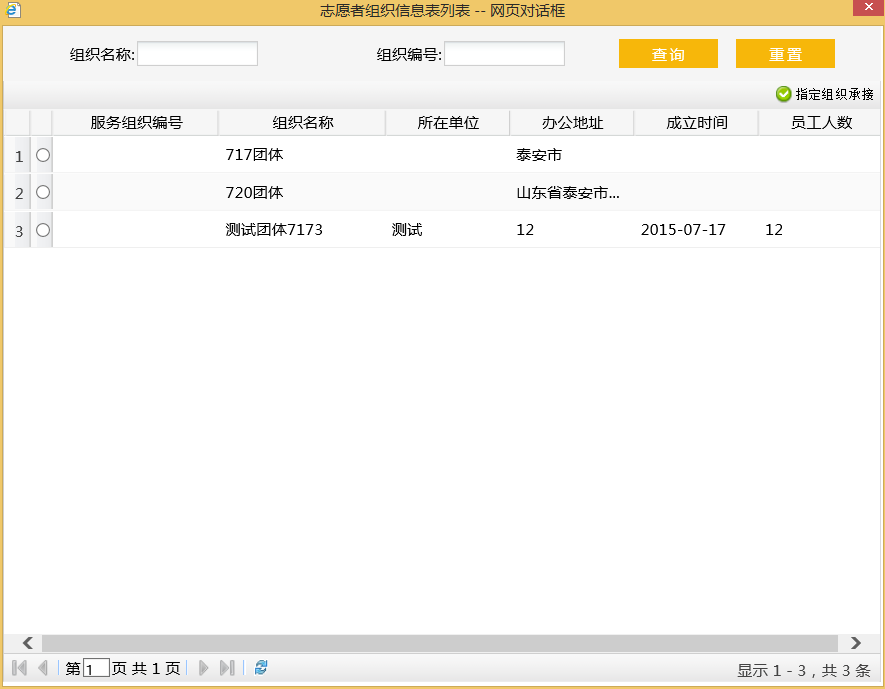 志愿者组织信息表列表 -- 网页对话框
组织名称: 组织编号: 查询 重置
指定组织承接
服务组织编号 组织名称 所在单位 办公地址 成立时间 员工人数
1 717团体 泰安市
2 720团体 山东省泰安市...
3 测试团体7173 测试 12 2015-07-17 12
第 1 页 共 1 页 显示 1 - 3，共 3 条